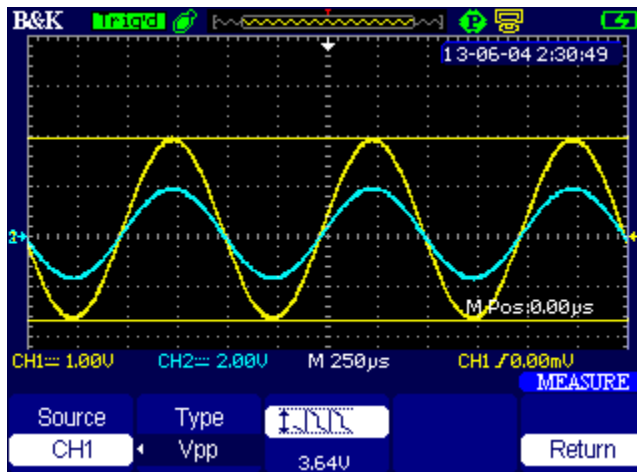 B&K Trig'd P
13-06-04 2:30:49
2
M Pos:0.00µs
CH1 1.00V CH2 2.00V M 250µs CH1 0.00mV
MEASURE
Source Type
CH1 Vpp 3.64V Return